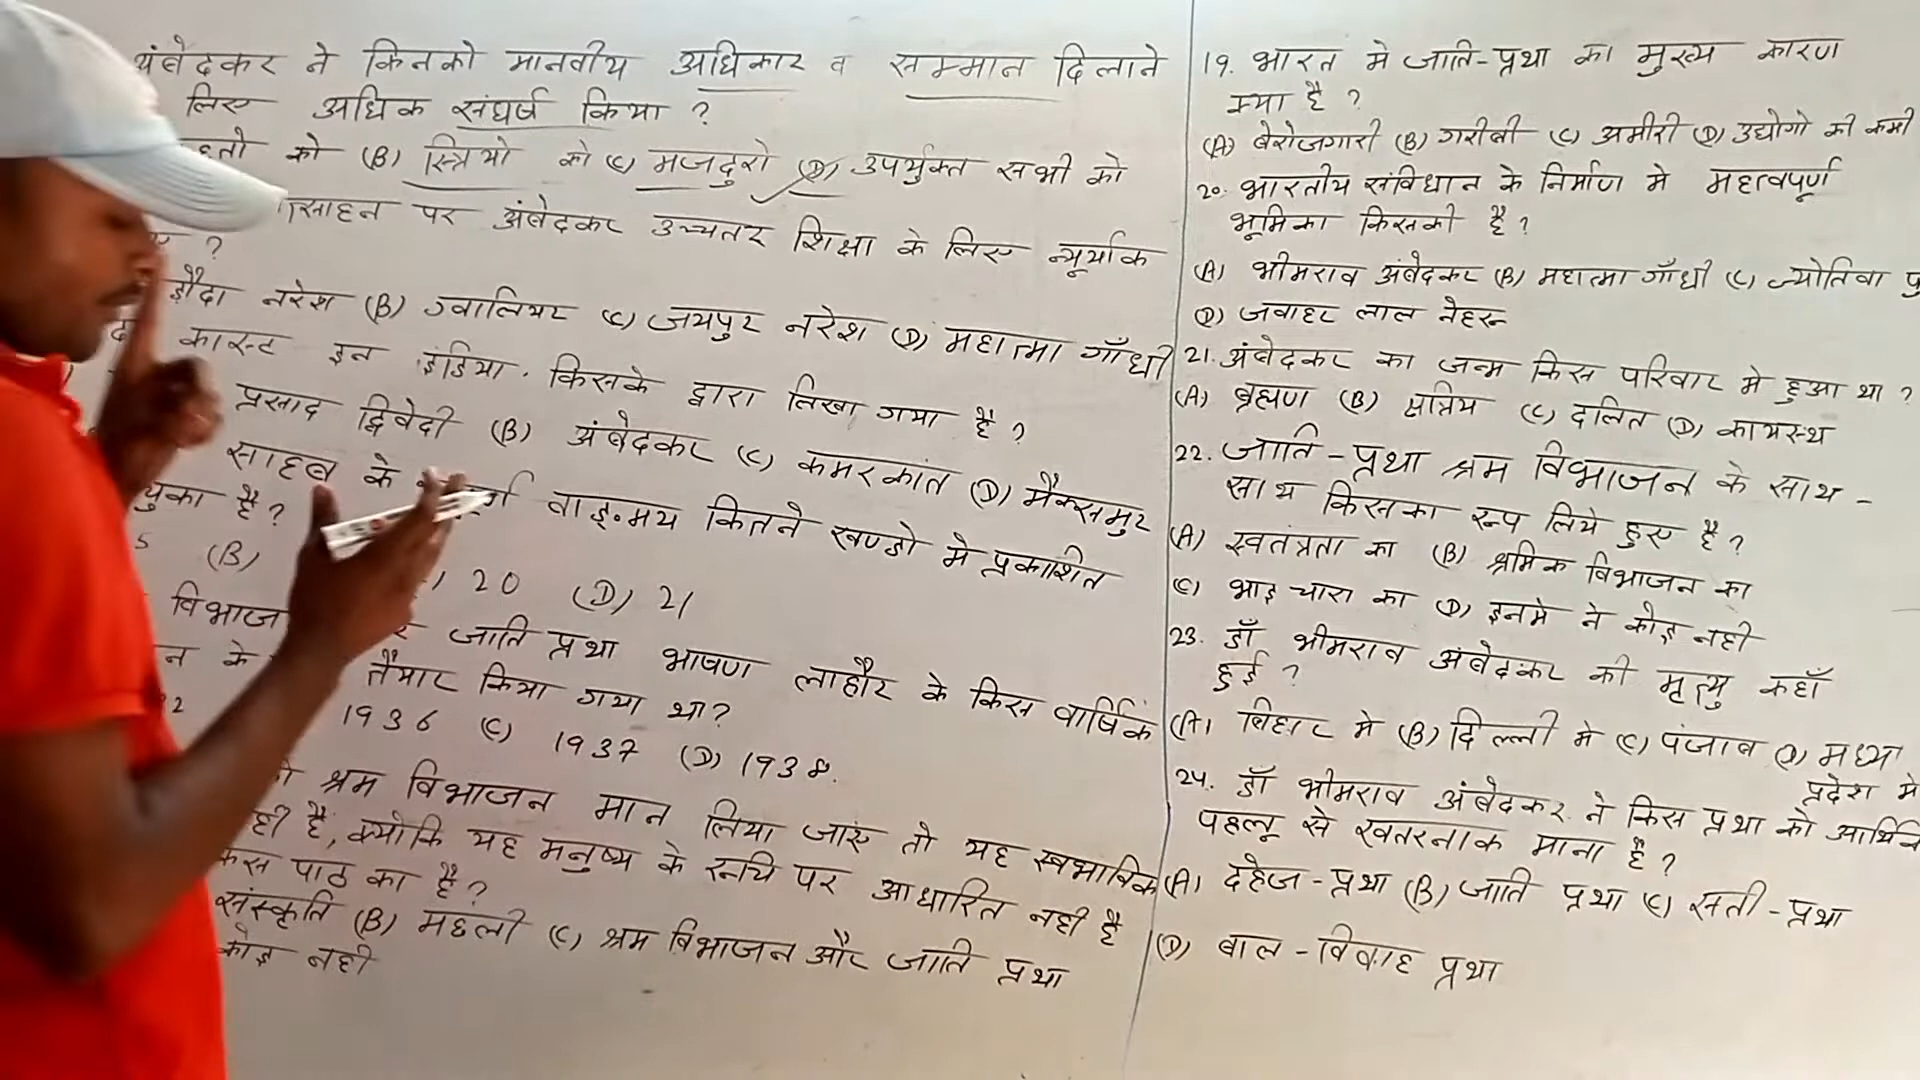 यंबेदकर ने किनको मानवीय अधिकार व सम्मान दिलाने
लिए अधिक संघर्ष किया ?
को (B) स्त्रियो को (C) मजदुरो (D) उपर्युक्त सभी को
पर अंबेदकर उच्चतर शिक्षा के लिए न्यूर्याक
?
नरेश (B) ग्वालियर (C) जयपुर नरेश (D) महात्मा गाँधी
कास्ट इन इंडिया. किसके द्वारा लिखा गया है ?
प्रसाद द्विवेदी (B) अंबेदकर (C) कमरकांत (D) मैक्समुर
साहब के वाड़्मय कितने खण्डो मे प्रकाशित
चुका है ?
5 (B) 20 (D) 21
जाति प्रथा भाषण लाहौर के किस वार्षिक
के तैयार किया गया था?
1936 (C) 1937 (D) 1938.
श्रम विभाजन मान लिया जाए तो यह स्वभाविक
है, क्योकि यह मनुष्य के रूचि पर आधारित नही है
पाठ का है ?
संस्कृति (B) मछली (C) श्रम विभाजन और जाति प्रथा
कोइ नही
19. भारत मे जाति-प्रथा का मुख्य कारण
क्या है ?
(A) बेरोजगारी (B) गरीबी (C) अमीरी (D) उद्योगो की कमी
20. भारतीय संविधान के निर्माण मे महत्वपूर्ण
भूमिका किसकी है ?
(A) भीमराव अंबेदकर (B) महात्मा गाँधी (C) ज्योतिवा
(D) जवाहर लाल नेहरू
21. अंबेदकर का जन्म किस परिवार मे हुआ था ?
(A) ब्रह्मण (B) क्षत्रिय (C) दलित (D) कायस्थ
22. जाति-प्रथा श्रम विभाजन के साथ-
साथ किसका रूप लिये हुए है ?
(A) स्वतंत्रता का (B) श्रमिक विभाजन का
(C) भाइ चारा का (D) इनमे ने कोइ नही
23. डॉ भीमराव अंबेदकर की मृत्यु कहाँ
हुई ?
(A) बिहार मे (B) दिल्ली मे (C) पंजाब (D) मध्य
प्रदेश मे
24. डॉ भीमराव अंबेदकर ने किस प्रथा को
पहलू से खतरनाक माना है ?
(A) दहेज-प्रथा (B) जाति प्रथा (C) सती-प्रथा
(D) बाल-विवाह प्रथा